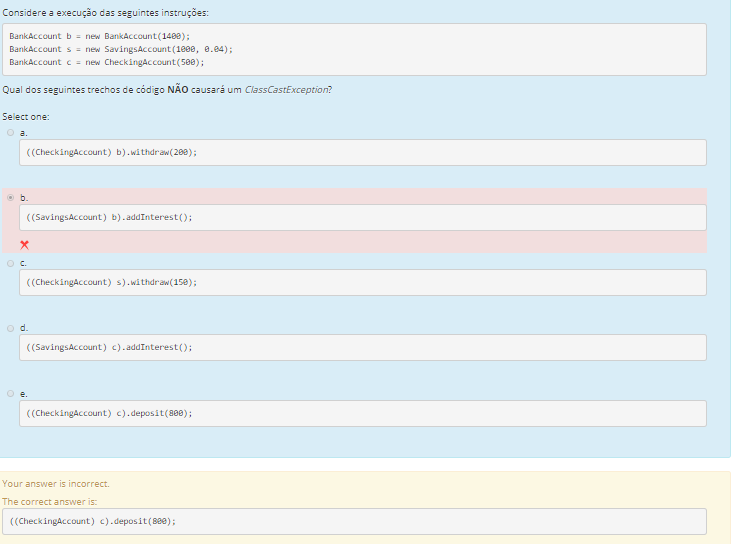 Considere a execução das seguintes instruções:
BankAccount b = new BankAccount(1400);
BankAccount s = new SavingsAccount(1000, 0.04);
BankAccount c = new CheckingAccount(500);
Qual dos seguintes trechos de código NÃO causará um ClassCastException?
Select one:
a.
((CheckingAccount) b).withdraw(200);
b.
((SavingsAccount) b).addInterest();
c.
((CheckingAccount) s).withdraw(150);
d.
((SavingsAccount) c).addInterest();
e.
((CheckingAccount) c).deposit(800);
Your answer is incorrect.
The correct answer is:
((CheckingAccount) c).deposit(800);